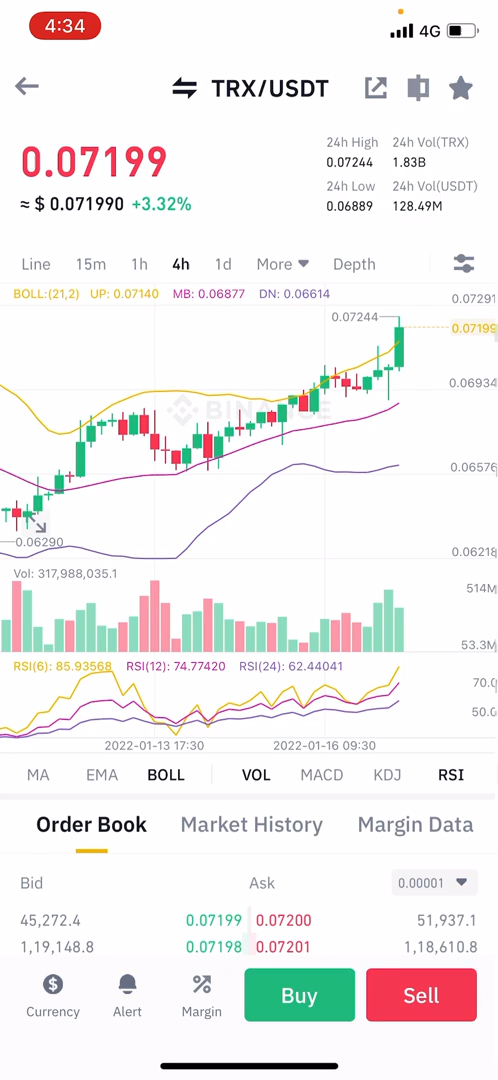 4:34
4G
TRX/USDT
0.07199
≈ $ 0.071990 +3.32%
24h High 24h Vol(TRX)
0.07244 1.83B
24h Low 24h Vol(USDT)
0.06889 128.49M
Line 15m 1h 4h 1d More Depth
BOLL:(21,2) UP: 0.07140 MB: 0.06877 DN: 0.06614
0.07291
0.07244
0.07199
0.06934
BINANCE
0.06576
0.06290
0.06218
Vol: 317,988,035.1
514M
53.3M
RSI(6): 85.93568 RSI(12): 74.77420 RSI(24): 62.44041
70.0
50.0
2022-01-13 17:30 2022-01-16 09:30
MA EMA BOLL VOL MACD KDJ RSI
Order Book Market History Margin Data
Bid Ask 0.00001
45,272.4 0.07199 0.07200 51,937.1
1,19,148.8 0.07198 0.07201 1,18,610.8
Currency Alert Margin Buy Sell